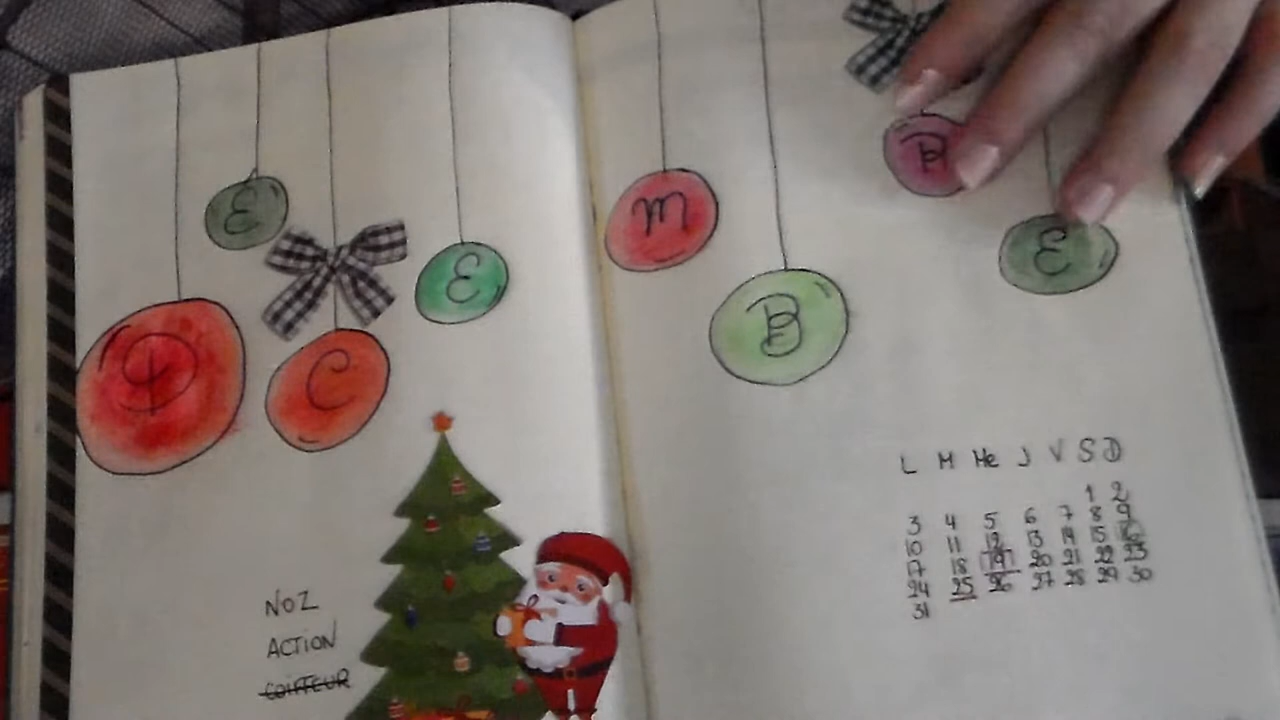 D E C E M B R E
L M Me J V S D
1 2
3 4 5 6 7 8 9
10 11 12 13 14 15 16
17 18 19 20 21 22 23
24 25 26 27 28 29 30
31
NOZ
ACTION
COIFFEUR